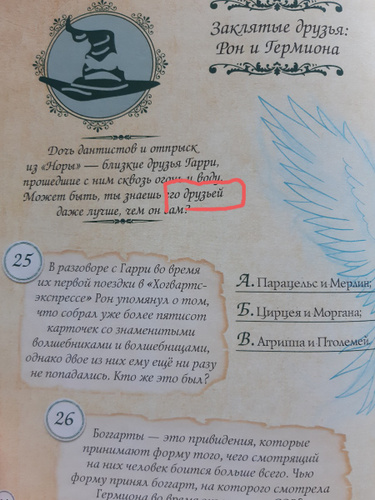 Заклятые друзья:
Рон и Гермиона
Дочь дантистов и отпрыск
из «Норы» — близкие друзья Гарри,
прошедшие с ним сквозь огонь и воду.
Может быть, ты знаешь его друзьей
даже лучше, чем он сам?
25
В разговоре с Гарри во время
их первой поездки в «Хогвартс-
экспрессе» Рон упомянул о том,
что собрал уже более пятисот
карточек со знаменитыми
волшебниками и волшебницами,
однако двое из них ему ещё ни разу
не попадались. Кто же это был?
А. Парацельс и Мерлин;
Б. Цирцея и Моргана;
В. Агриппа и Птолемей.
26
Боггарты — это привидения, которые
принимают форму того, чего смотрящий
на них человек боится больше всего. Чью
форму принял боггарт, на которого смотрела
Гермиона во время